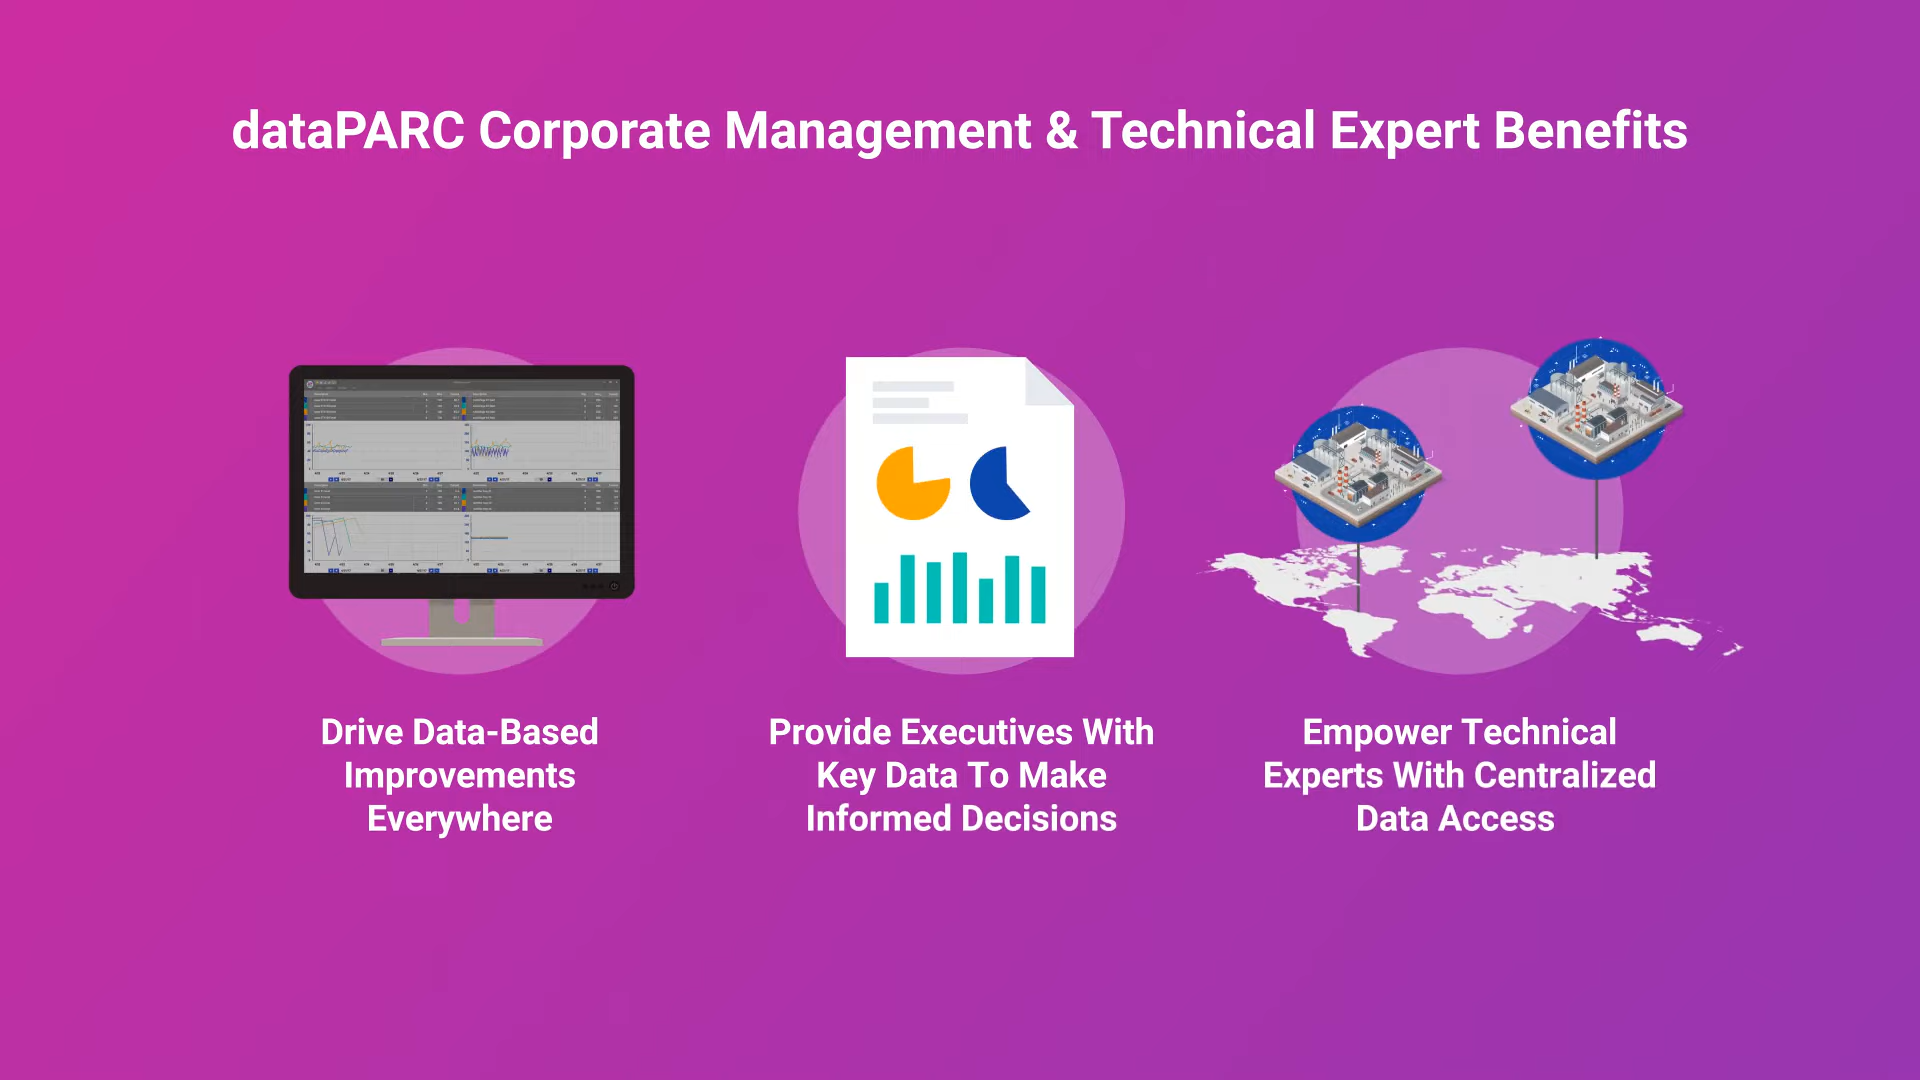 dataPARC Corporate Management & Technical Expert Benefits
Drive Data-Based
Improvements
Everywhere
Provide Executives With
Key Data To Make
Informed Decisions
Empower Technical
Experts With Centralized
Data Access